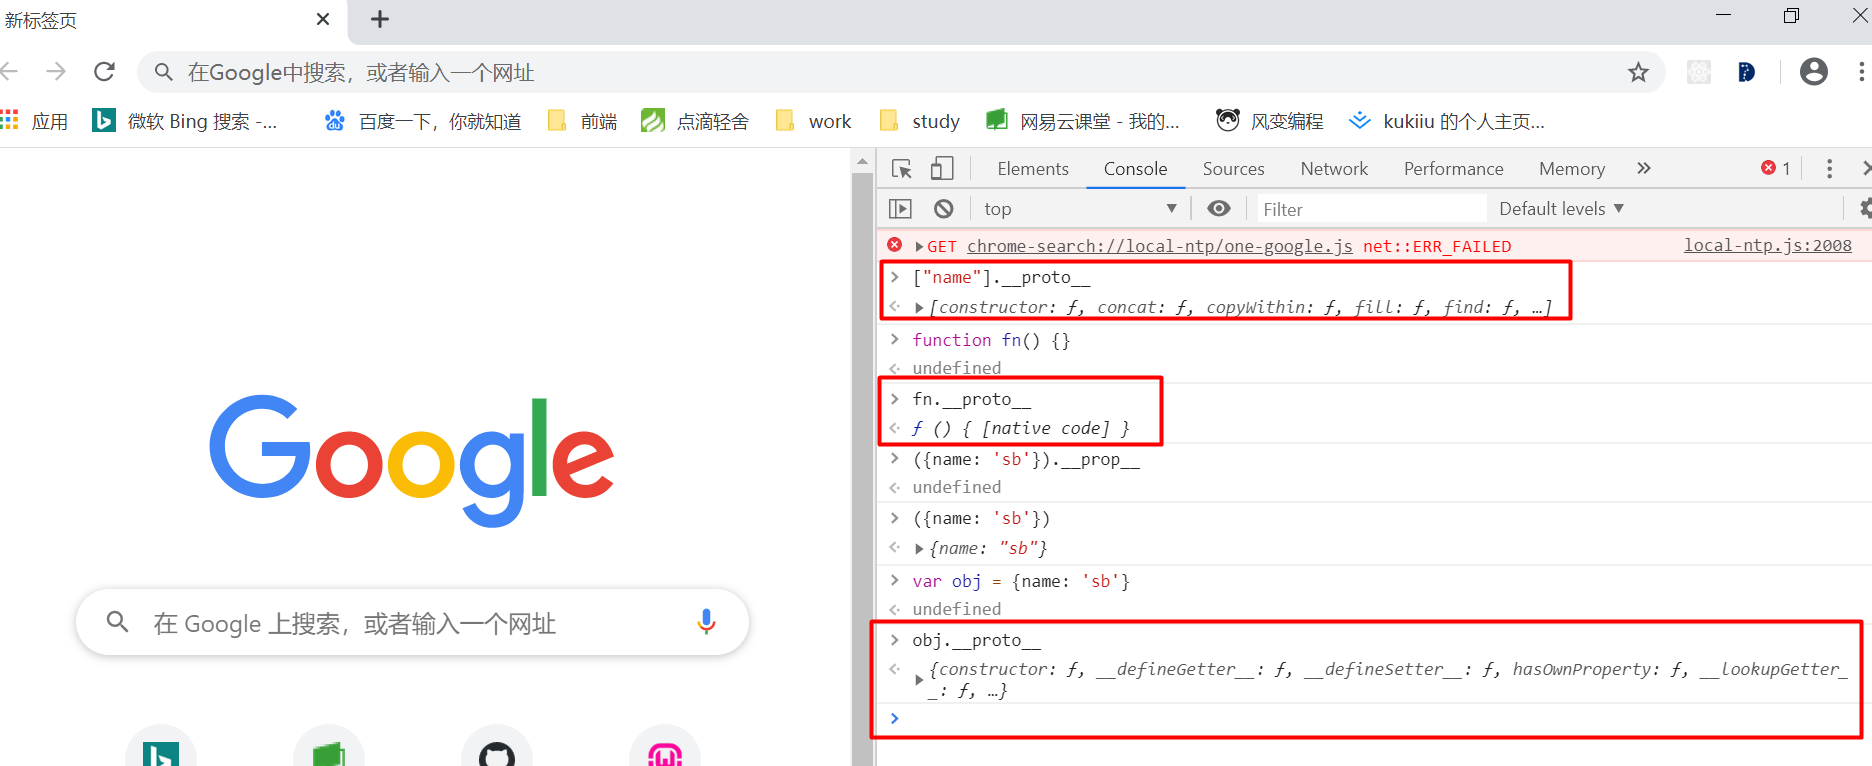 新标签页
在Google中搜索，或者输入一个网址
应用 微软 Bing 搜索 -... 百度一下，你就知道 前端 点滴轻舍 work study 网易云课堂 - 我的... 风变编程 kukiiu 的个人主页...
Elements Console Sources Network Performance Memory 1
top Filter Default levels
GET chrome-search://local-ntp/one-google.js net::ERR_FAILED local-ntp.js:2008
["name"].__proto__
[constructor: ƒ, concat: ƒ, copyWithin: ƒ, fill: ƒ, find: ƒ, …]
function fn() {}
undefined
fn.__proto__
ƒ () { [native code] }
({name: 'sb'}).__prop__
undefined
({name: 'sb'})
{name: "sb"}
var obj = {name: 'sb'}
undefined
obj.__proto__
{constructor: ƒ, __defineGetter__: ƒ, __defineSetter__: ƒ, hasOwnProperty: ƒ, __lookupGetter_
_: ƒ, …}
Google
在 Google 上搜索，或者输入一个网址